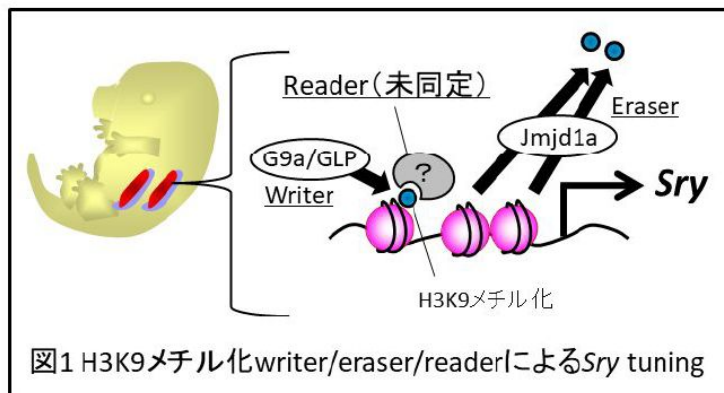 Reader(未同定)
Eraser
Jmjd1a
G9a/GLP
?
Writer
Sry
H3K9メチル化
図1 H3K9メチル化writer/eraser/readerによるSry tuning